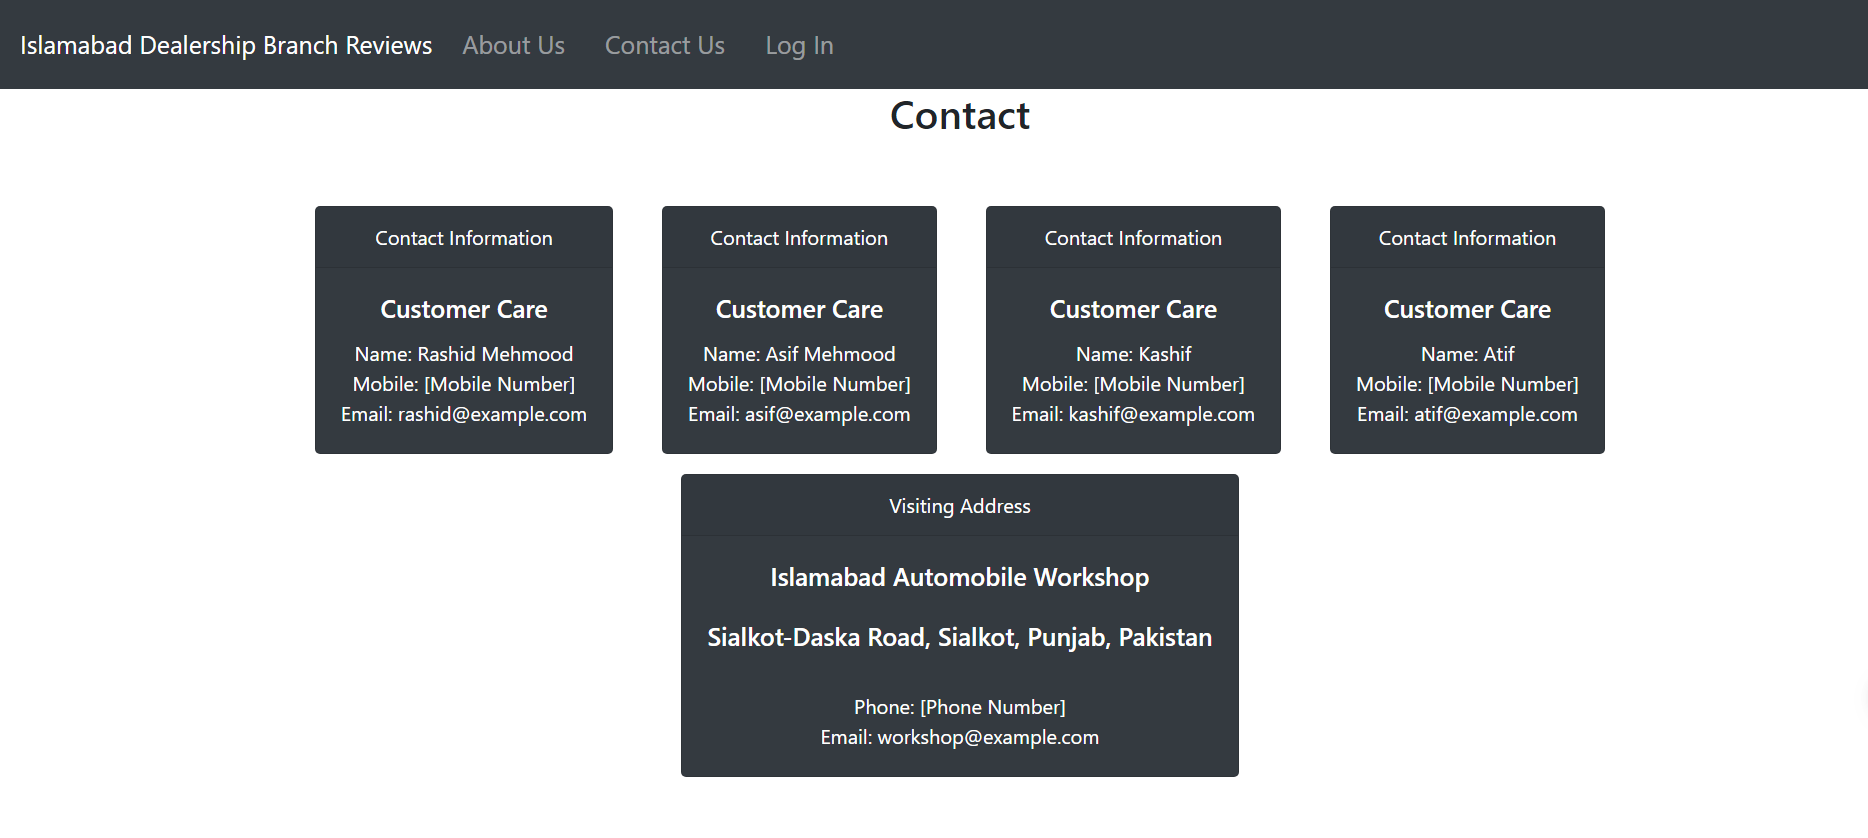 Islamabad Dealership Branch Reviews About Us Contact Us Log In
Contact
Contact Information
Customer Care
Name: Rashid Mehmood
Mobile: [Mobile Number]
Email: rashid@example.com
Contact Information
Customer Care
Name: Asif Mehmood
Mobile: [Mobile Number]
Email: asif@example.com
Contact Information
Customer Care
Name: Kashif
Mobile: [Mobile Number]
Email: kashif@example.com
Contact Information
Customer Care
Name: Atif
Mobile: [Mobile Number]
Email: atif@example.com
Visiting Address
Islamabad Automobile Workshop
Sialkot-Daska Road, Sialkot, Punjab, Pakistan
Phone: [Phone Number]
Email: workshop@example.com